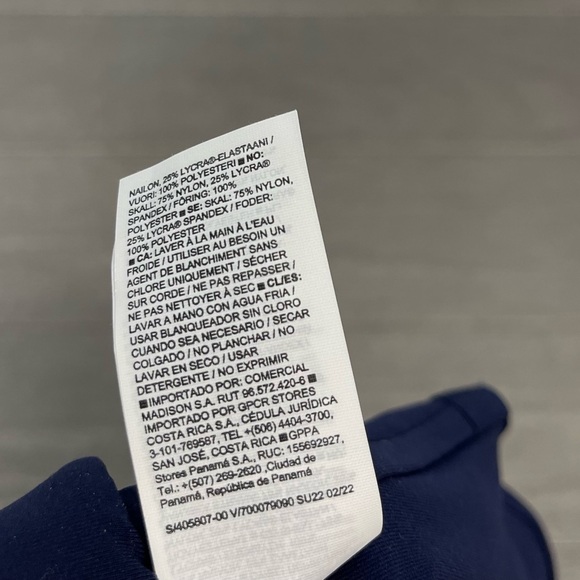 NAILON, 25% LYCRA®-ELASTAANI /
VUORI: 100% POLYESTERI ■ NO:
SKALL: 75% NYLON, 25% LYCRA®
SPANDEX / FÔRING: 100%
POLYESTER ■ SE: SKAL: 75% NYLON,
25% LYCRA® SPANDEX / FODER:
100% POLYESTER
■ CA: LAVER À LA MAIN À L'EAU
FROIDE / UTILISER AU BESOIN UN
AGENT DE BLANCHIMENT SANS
CHLORE UNIQUEMENT / SÉCHER
SUR CORDE / NE PAS REPASSER /
NE PAS NETTOYER À SEC ■ CL/ES:
LAVAR A MANO CON AGUA FRIA /
USAR BLANQUEADOR SIN CLORO
CUANDO SEA NECESARIO / SECAR
COLGADO / NO PLANCHAR / NO
LAVAR EN SECO / USAR
DETERGENTE / NO EXPRIMIR
■ IMPORTADO POR: COMERCIAL
MADISON S.A. RUT 96.572.420-6 ■
IMPORTADO POR GPCR STORES
COSTA RICA S.A., CÉDULA JURÍDICA
3-101-769587, TEL +(506) 4404-3700,
SAN JOSÉ, COSTA RICA ■ GPPA
Stores Panamá S.A., RUC: 155692927,
Tel.: +(507) 269-2620 ,Ciudad de
Panamá, República de Panamá
S/405807-00 V/700079090 SU22 02/22